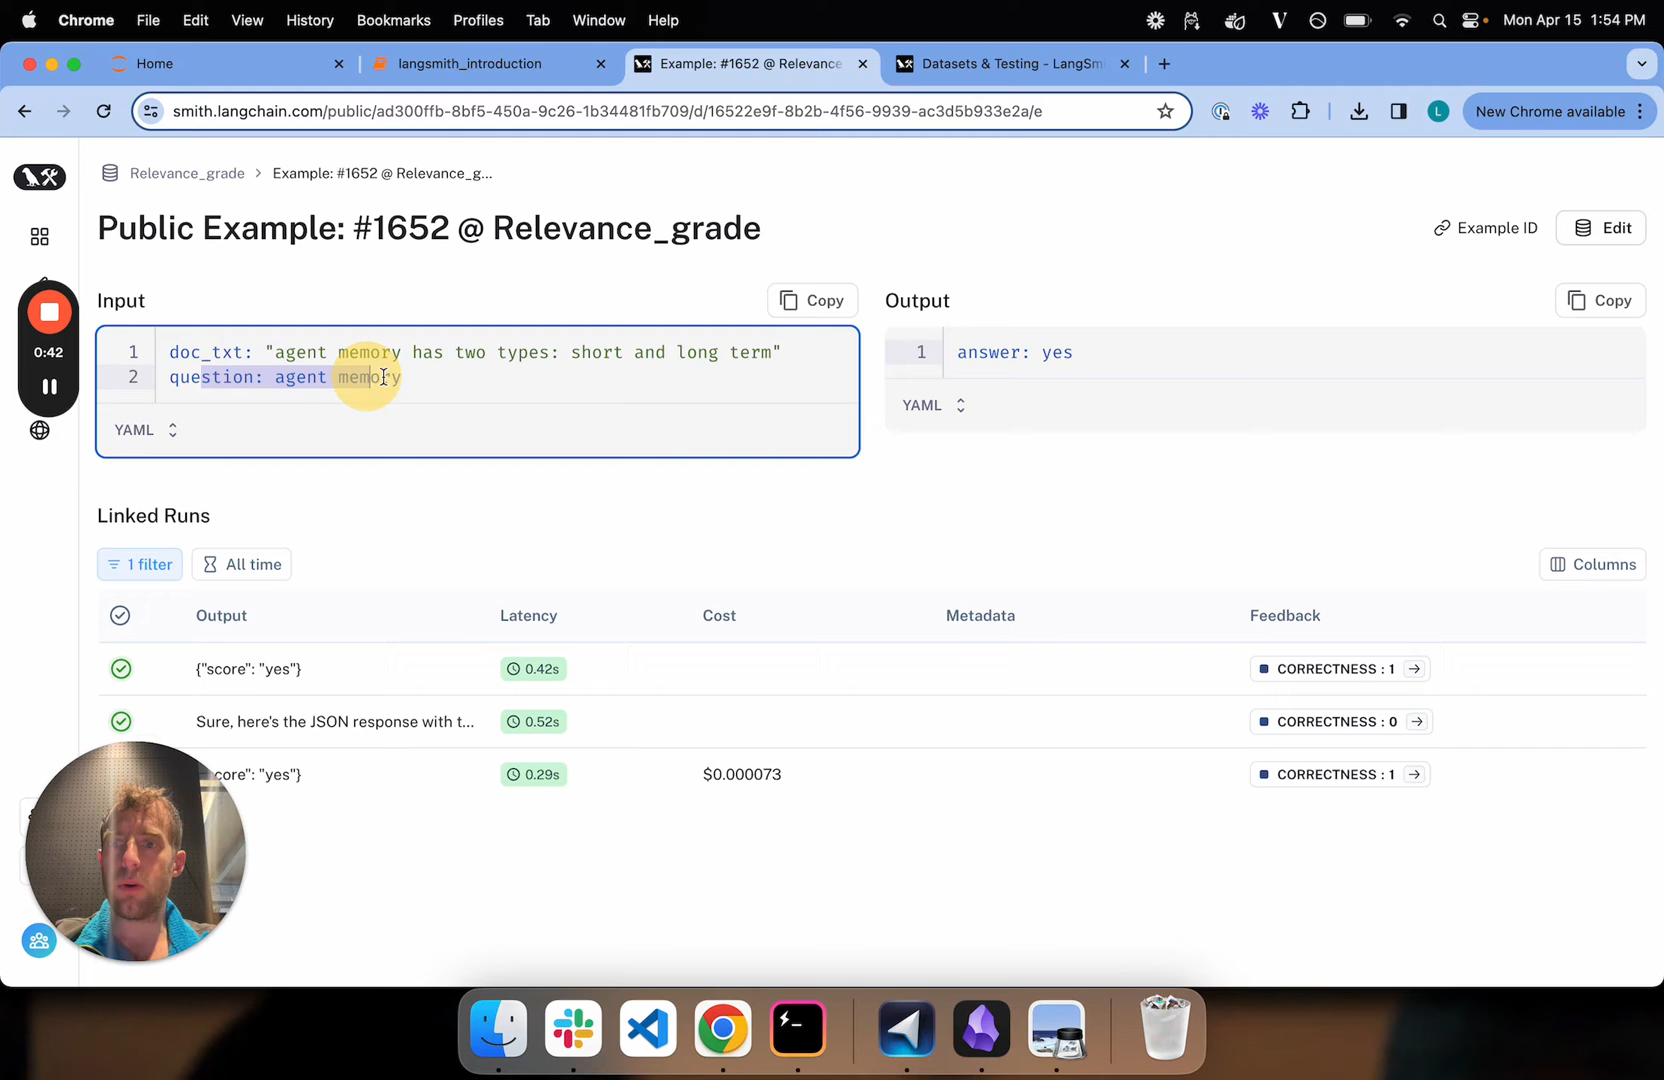 Chrome File Edit View History Bookmarks Profiles Tab Window Help
V
Mon Apr 15 1:54 PM
Home
langsmith_introduction
Example: #1652 @ Relevance
Datasets & Testing - LangSm
smith.langchain.com/public/ad300ffb-8bf5-450a-9c26-1b34481fb709/d/16522e9f-8b2b-4f56-9939-ac3d5b933e2a/e
L
New Chrome available
Relevance_grade > Example: #1652 @ Relevance_g...
Public Example: #1652 @ Relevance_grade
Example ID
Edit
Input
Copy
Output
Copy
0:42
1 doc_txt: "agent memory has two types: short and long term"
2 question: agent memory
YAML
1 answer: yes
YAML
Linked Runs
1 filter
All time
Columns
Output Latency Cost Metadata Feedback
{"score": "yes"} 0.42s CORRECTNESS : 1
Sure, here's the JSON response with t... 0.52s CORRECTNESS : 0
core": "yes"} 0.29s $0.000073 CORRECTNESS : 1